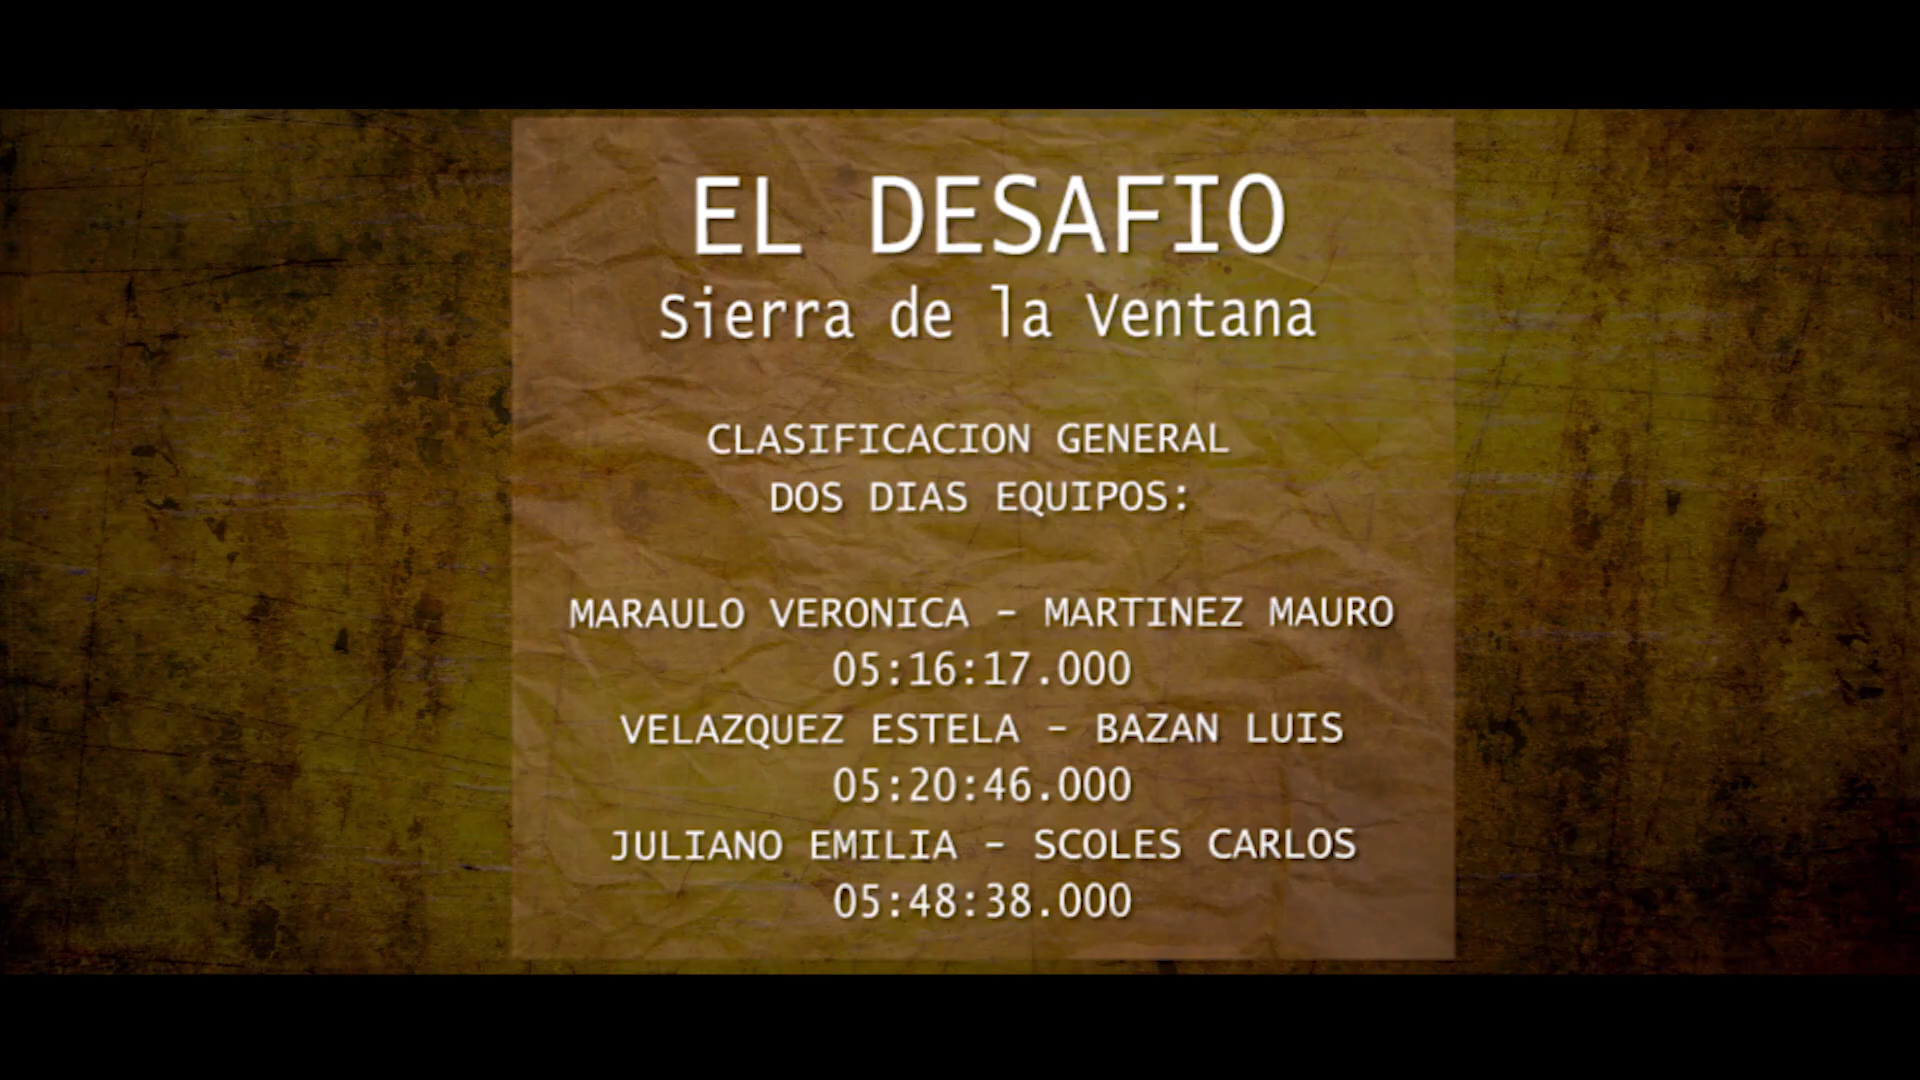 EL DESAFIO
Sierra de la Ventana
CLASIFICACION GENERAL
DOS DIAS EQUIPOS:
MARAULO VERONICA - MARTINEZ MAURO
05:16:17.000
VELAZQUEZ ESTELA - BAZAN LUIS
05:20:46.000
JULIANO EMILIA - SCOLES CARLOS
05:48:38.000